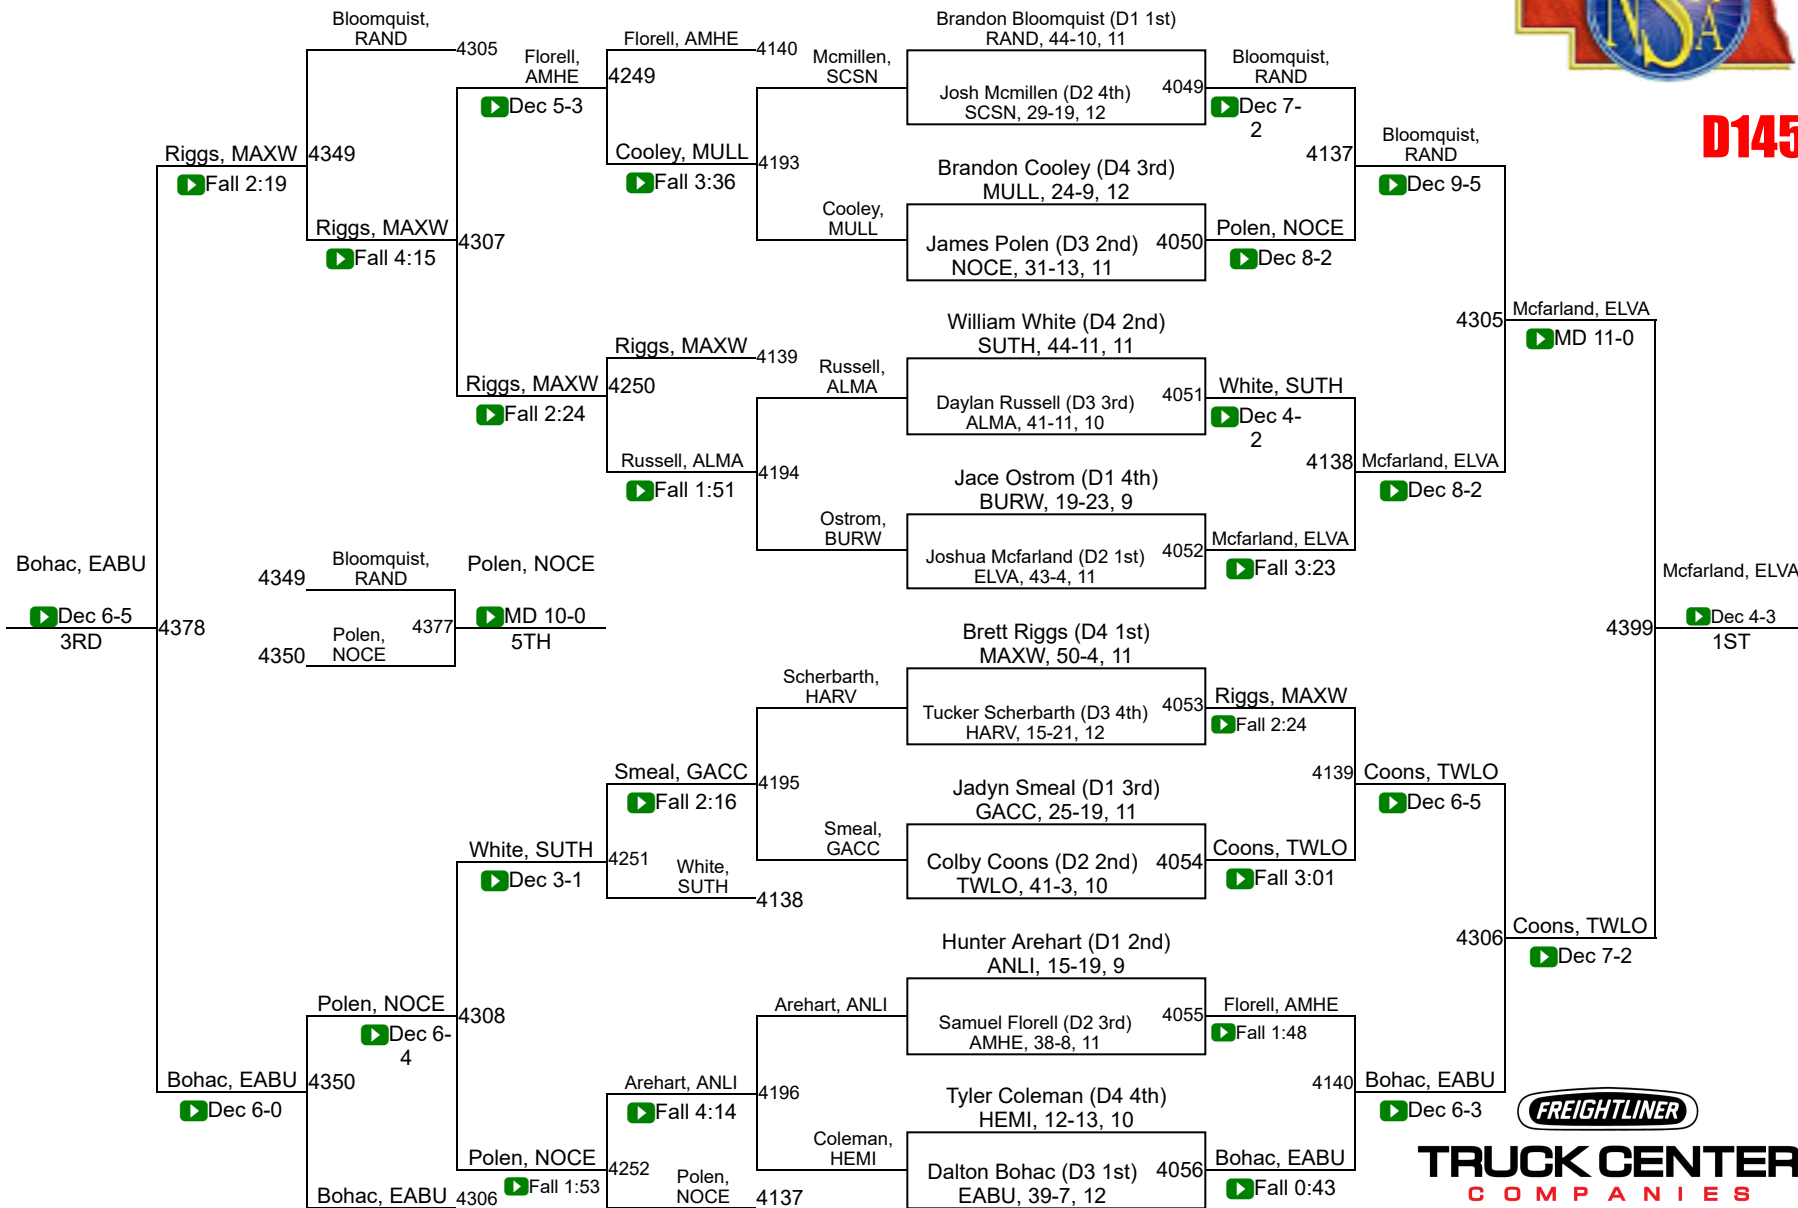 Bloomquist,
RAND
4305
Florell,
AMHE
Dec 5-3
Florell, AMHE
4140
4249
Mcmillen,
SCSN
Brandon Bloomquist (D1 1st)
RAND, 44-10, 11
Josh Mcmillen (D2 4th)
SCSN, 29-19, 12
4049
Bloomquist,
RAND
Dec 7-
2
NSA
D145
Riggs, MAXW
Fall 2:19
4349
Cooley, MULL
Fall 3:36
4193
Brandon Cooley (D4 3rd)
MULL, 24-9, 12
4137
Bloomquist,
RAND
Dec 9-5
Riggs, MAXW
Fall 4:15
4307
Cooley,
MULL
James Polen (D3 2nd)
NOCE, 31-13, 11
4050
Polen, NOCE
Dec 8-2
William White (D4 2nd)
SUTH, 44-11, 11
4305
Mcfarland, ELVA
MD 11-0
Riggs, MAXW
4139
Riggs, MAXW
Fall 2:24
4250
Russell,
ALMA
Daylan Russell (D3 3rd)
ALMA, 41-11, 10
4051
White, SUTH
Dec 4-
2
Russell, ALMA
Fall 1:51
4194
Jace Ostrom (D1 4th)
BURW, 19-23, 9
4138
Mcfarland, ELVA
Dec 8-2
Ostrom,
BURW
Joshua Mcfarland (D2 1st)
ELVA, 43-4, 11
4052
Mcfarland, ELVA
Fall 3:23
Bohac, EABU
Dec 6-5
3RD
4378
4349
Bloomquist,
RAND
4350
Polen,
NOCE
4377
Polen, NOCE
MD 10-0
5TH
4399
Mcfarland, ELVA
Dec 4-3
1ST
Brett Riggs (D4 1st)
MAXW, 50-4, 11
Scherbarth,
HARV
Tucker Scherbarth (D3 4th)
HARV, 15-21, 12
4053
Riggs, MAXW
Fall 2:24
Smeal, GACC
Fall 2:16
4195
Jadyn Smeal (D1 3rd)
GACC, 25-19, 11
4139
Coons, TWLO
Dec 6-5
White, SUTH
Dec 3-1
4251
White,
SUTH
4138
Smeal,
GACC
Colby Coons (D2 2nd)
TWLO, 41-3, 10
4054
Coons, TWLO
Fall 3:01
Hunter Arehart (D1 2nd)
ANLI, 15-19, 9
4306
Coons, TWLO
Dec 7-2
Polen, NOCE
Dec 6-
4
4308
Arehart, ANLI
Samuel Florell (D2 3rd)
AMHE, 38-8, 11
4055
Florell, AMHE
Fall 1:48
Bohac, EABU
Dec 6-0
4350
Arehart, ANLI
Fall 4:14
4196
Tyler Coleman (D4 4th)
HEMI, 12-13, 10
4140
Bohac, EABU
Dec 6-3
Polen, NOCE
Fall 1:53
4252
Polen,
NOCE
4137
Coleman,
HEMI
Dalton Bohac (D3 1st)
EABU, 39-7, 12
4056
Bohac, EABU
Fall 0:43
Bohac, EABU
4306
FREIGHTLINER
TRUCK CENTER
COMPANIES